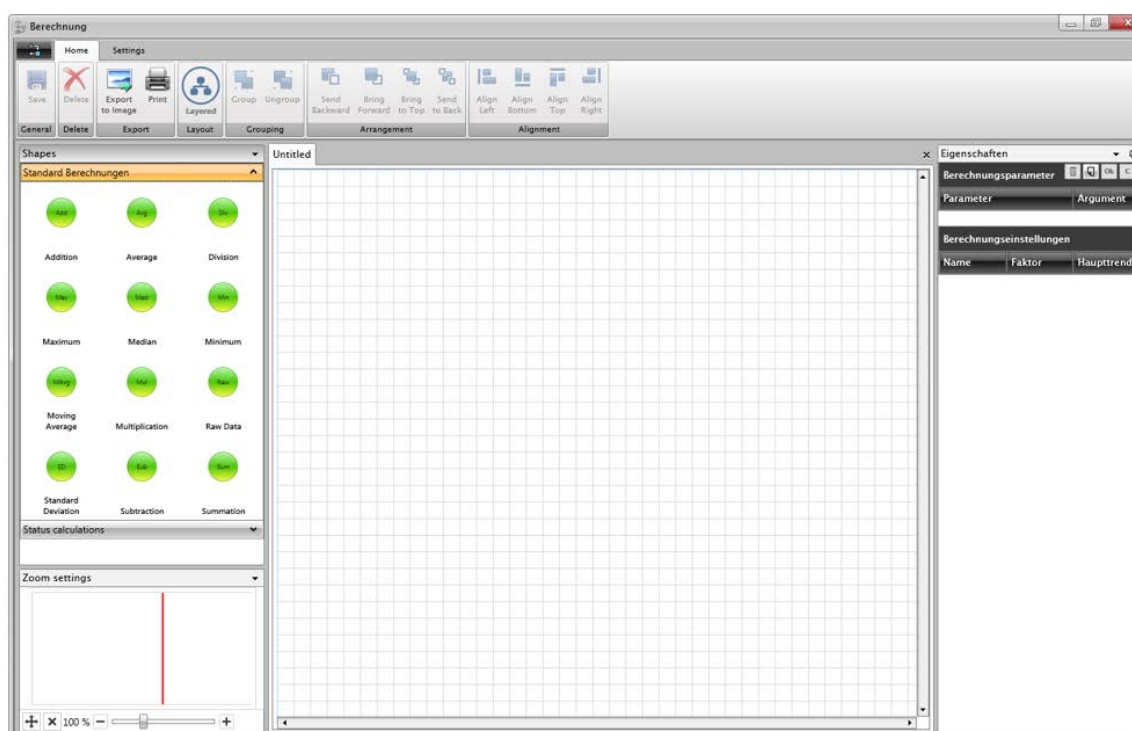 Berechnung
Home Settings
Save Delete Export to Image Print Layered Group Ungroup Send Backward Bring Forward Bring to Top Send to Back Align Left Align Bottom Align Top Align Right
General Delete Export Layout Grouping Arrangement Alignment
Shapes
Standard Berechnungen
Add Avg Div
Addition Average Division
Max Med Min
Maximum Median Minimum
MAvg Mul Raw
Moving Average Multiplication Raw Data
SD Sub Sum
Standard Deviation Subtraction Summation
Status calculations
Zoom settings
100 %
Untitled
Eigenschaften
Berechnungsparameter Ok C
Parameter Argument
Berechnungseinstellungen
Name Faktor Haupttrend